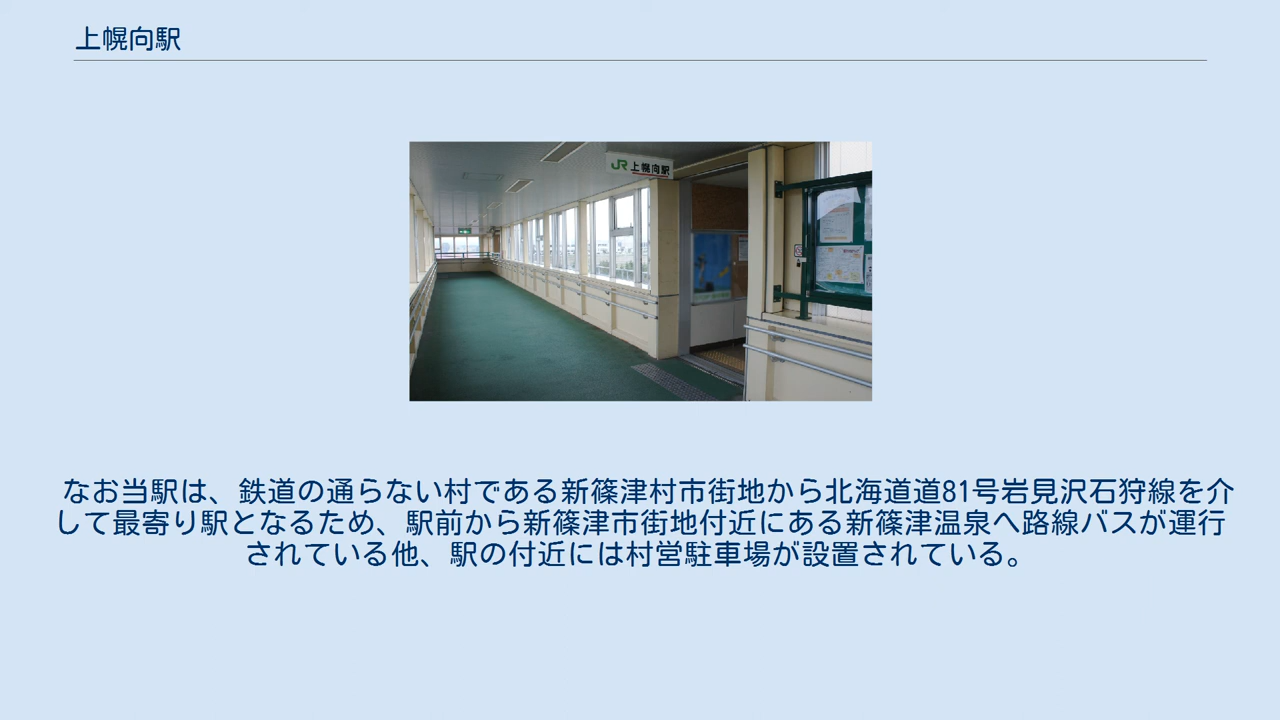 上幌向駅
JR 上幌向駅
なお当駅は、鉄道の通らない村である新篠津村市街地から北海道道81号岩見沢石狩線を介
して最寄り駅となるため、駅前から新篠津市街地付近にある新篠津温泉へ路線バスが運行
されている他、駅の付近には村営駐車場が設置されている。